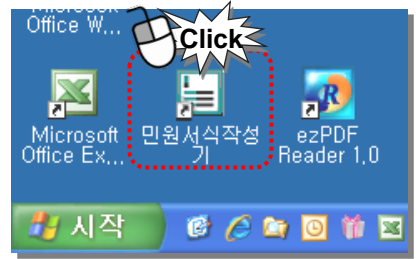 Office W...
Click
Microsoft
Office Ex...
민원서식작성
기
ezPDF
Reader 1.0
시작